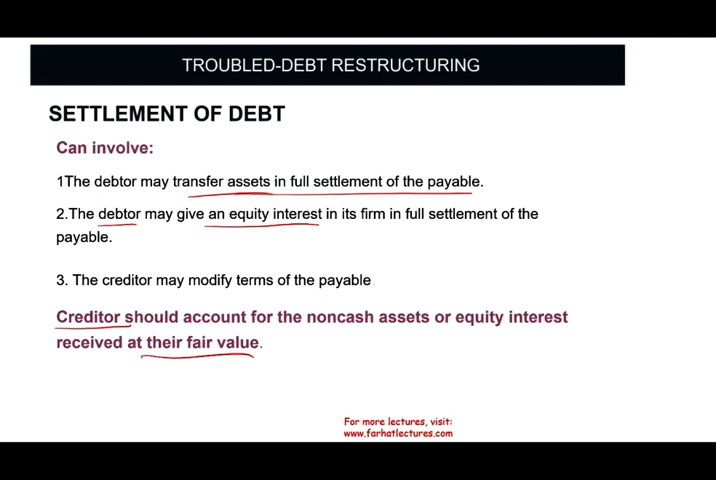 TROUBLED-DEBT RESTRUCTURING
SETTLEMENT OF DEBT
Can involve:
1The debtor may transfer assets in full settlement of the payable.
2.The debtor may give an equity interest in its firm in full settlement of the
payable.
3. The creditor may modify terms of the payable
Creditor should account for the noncash assets or equity interest
received at their fair value.
For more lectures, visit:
www.farhatlectures.com